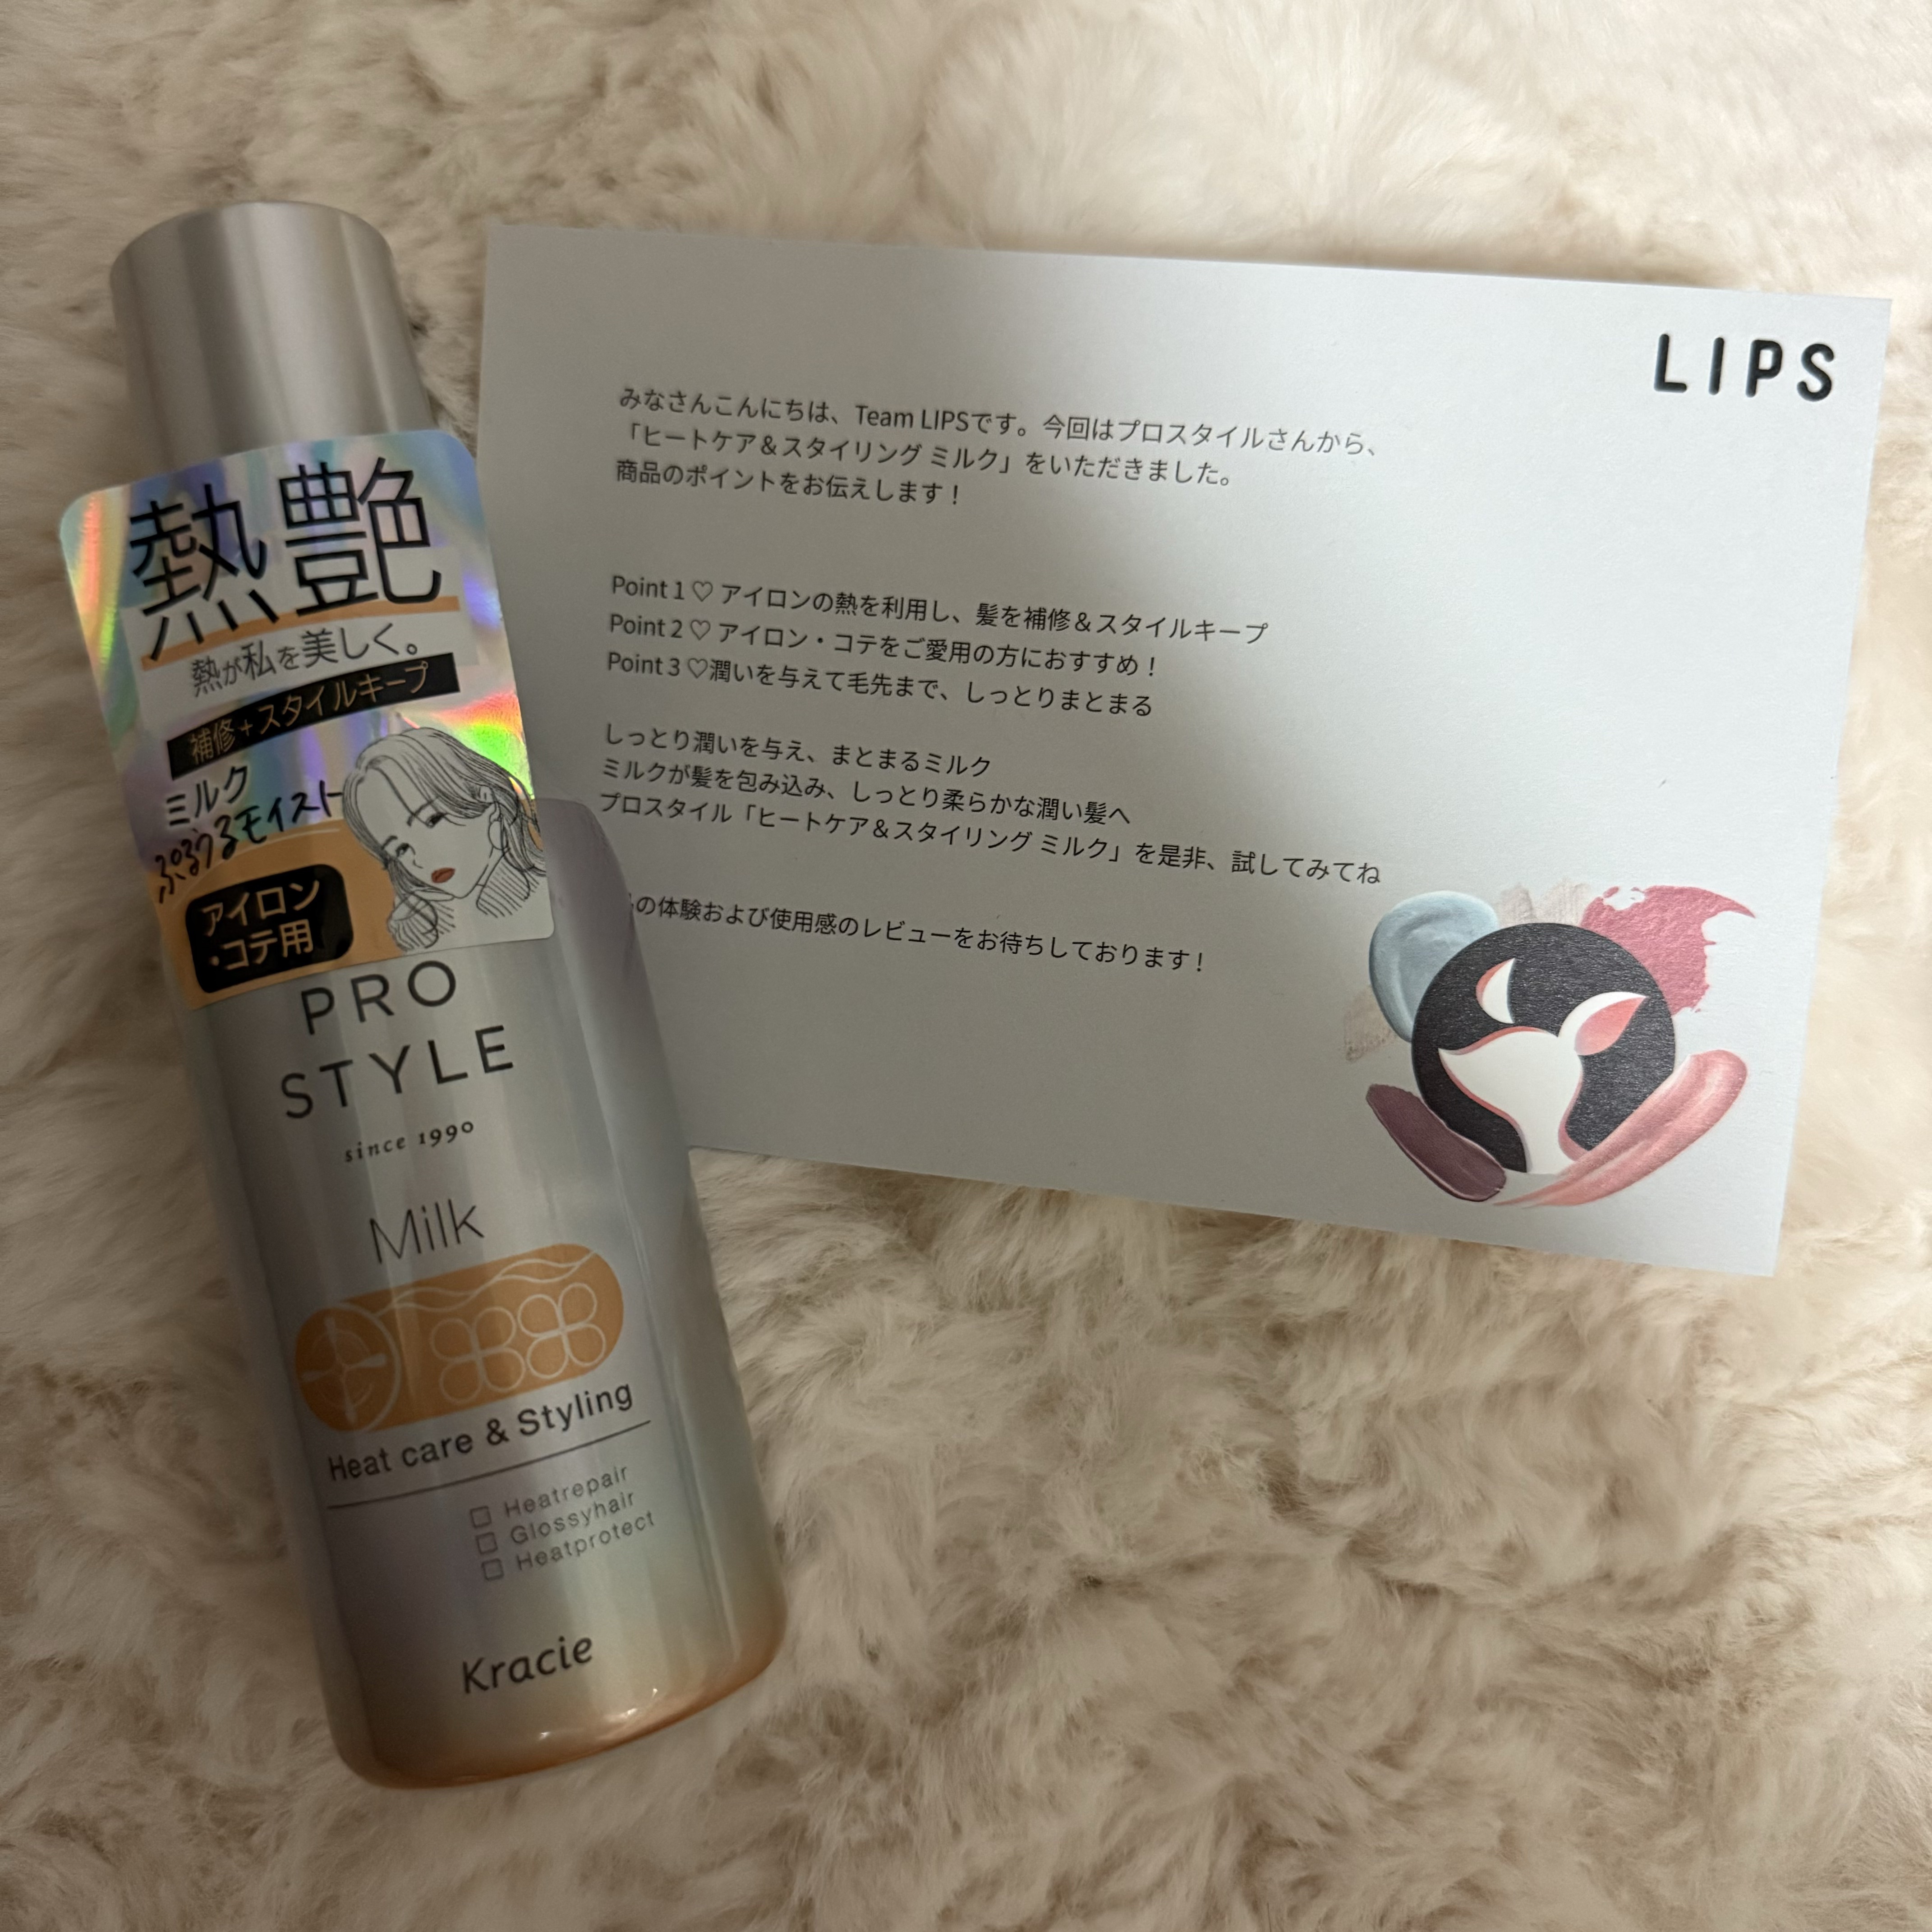 熱艶
熱が私を美しく。
補修+スタイルキープ
ミルク
ぷるうるモイスト
アイロン
・コテ用
PRO
STYLE
since 1990
Milk
Heat care & Styling
Heatrepair
Glossyhair
Heatprotect
Kracie
LIPS
みなさんこんにちは、Team LIPSです。今回はプロスタイルさんから、
「ヒートケア&スタイリング ミルク」をいただきました。
商品のポイントをお伝えします！
Point 1 ♡ アイロンの熱を利用し、髪を補修&スタイルキープ
Point 2 ♡ アイロン・コテをご愛用の方におすすめ！
Point 3 ♡潤いを与えて毛先まで、しっとりまとまる
しっとり潤いを与え、まとまるミルク
ミルクが髪を包み込み、しっとり柔らかな潤い髪へ
プロスタイル「ヒートケア&スタイリング ミルク」を是非、試してみてね
の体験および使用感のレビューをお待ちしております！